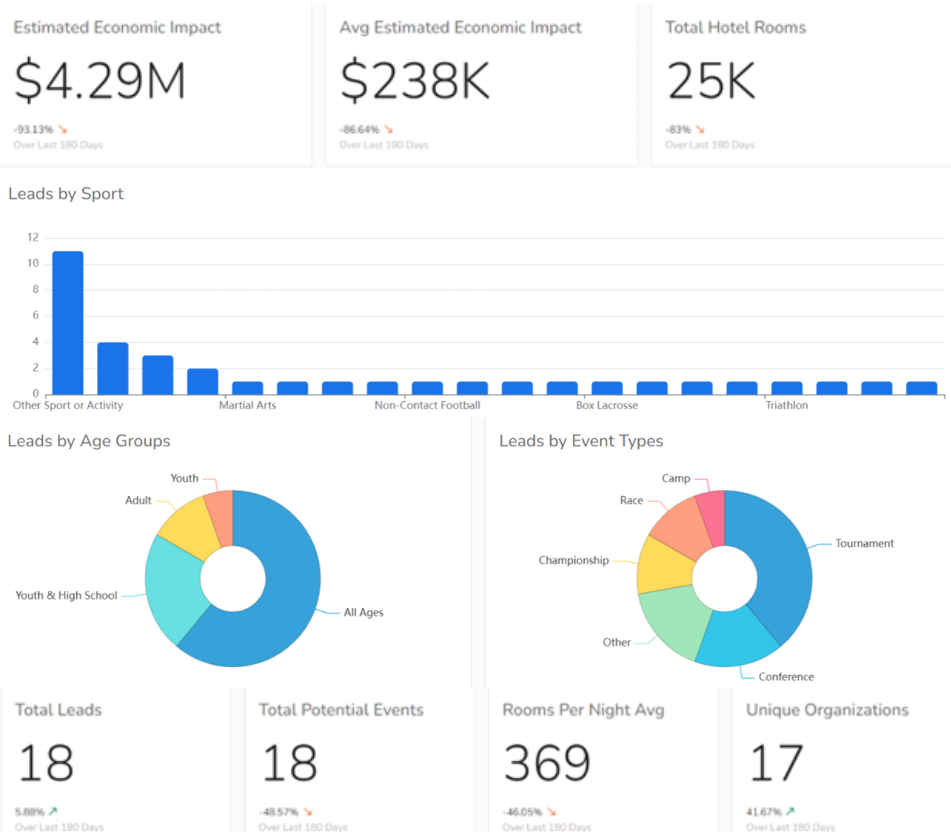 Estimated Economic Impact
$4.29M
-93.13%
Over Last 180 Days
Avg Estimated Economic Impact
$238K
-86.64%
Over Last 180 Days
Total Hotel Rooms
25K
-83%
Over Last 180 Days
Leads by Sport
12
10
8
6
4
2
0
Other Sport or Activity
Martial Arts
Non-Contact Football
Box Lacrosse
Triathlon
Leads by Age Groups
Youth
Adult
Youth & High School
All Ages
Leads by Event Types
Camp
Race
Championship
Other
Tournament
Conference
Total Leads
18
5.88%
Over Last 180 Days
Total Potential Events
18
-48.57%
Over Last 180 Days
Rooms Per Night Avg
369
-46.05%
Over Last 180 Days
Unique Organizations
17
41.67%
Over Last 180 Days